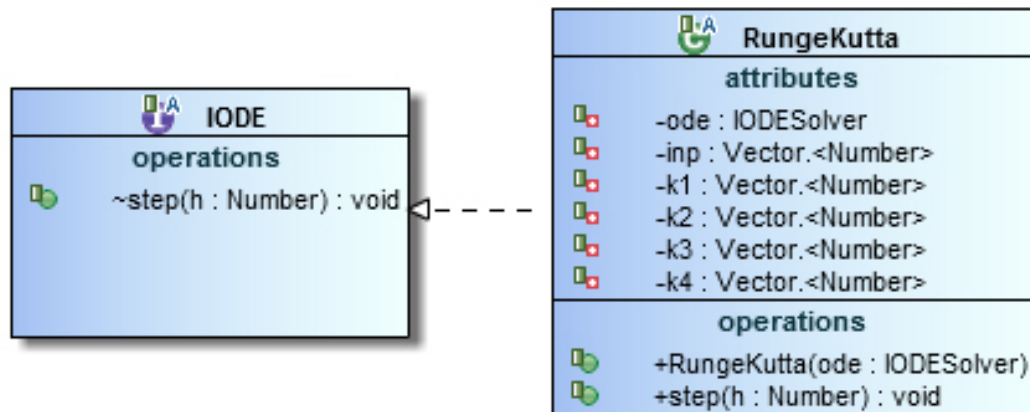 IODE
operations
~step(h : Number) : void
RungeKutta
attributes
-ode : IODESolver
-inp : Vector.<Number>
-k1 : Vector.<Number>
-k2 : Vector.<Number>
-k3 : Vector.<Number>
-k4 : Vector.<Number>
operations
+RungeKutta(ode : IODESolver)
+step(h : Number) : void